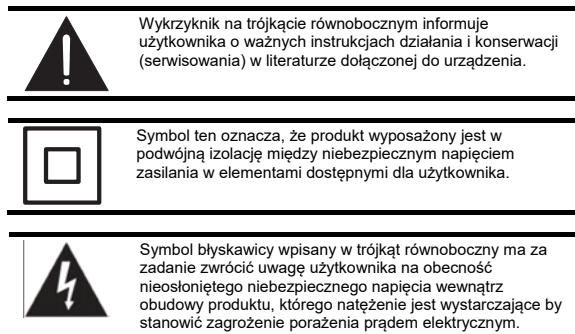 Wykrzyknik na trójkącie równobocznym informuje
użytkownika o ważnych instrukcjach działania i konserwacji
(serwisowania) w literaturze dołączonej do urządzenia.
Symbol ten oznacza, że produkt wyposażony jest w
podwójną izolację między niebezpiecznym napięciem
zasilania w elementami dostępnymi dla użytkownika.
Symbol błyskawicy wpisany w trójkąt równoboczny ma za
zadanie zwrócić uwagę użytkownika na obecność
nieosłoniętego niebezpiecznego napięcia wewnątrz
obudowy produktu, którego natężenie jest wystarczające by
stanowić zagrożenie porażenia prądem elektrycznym.